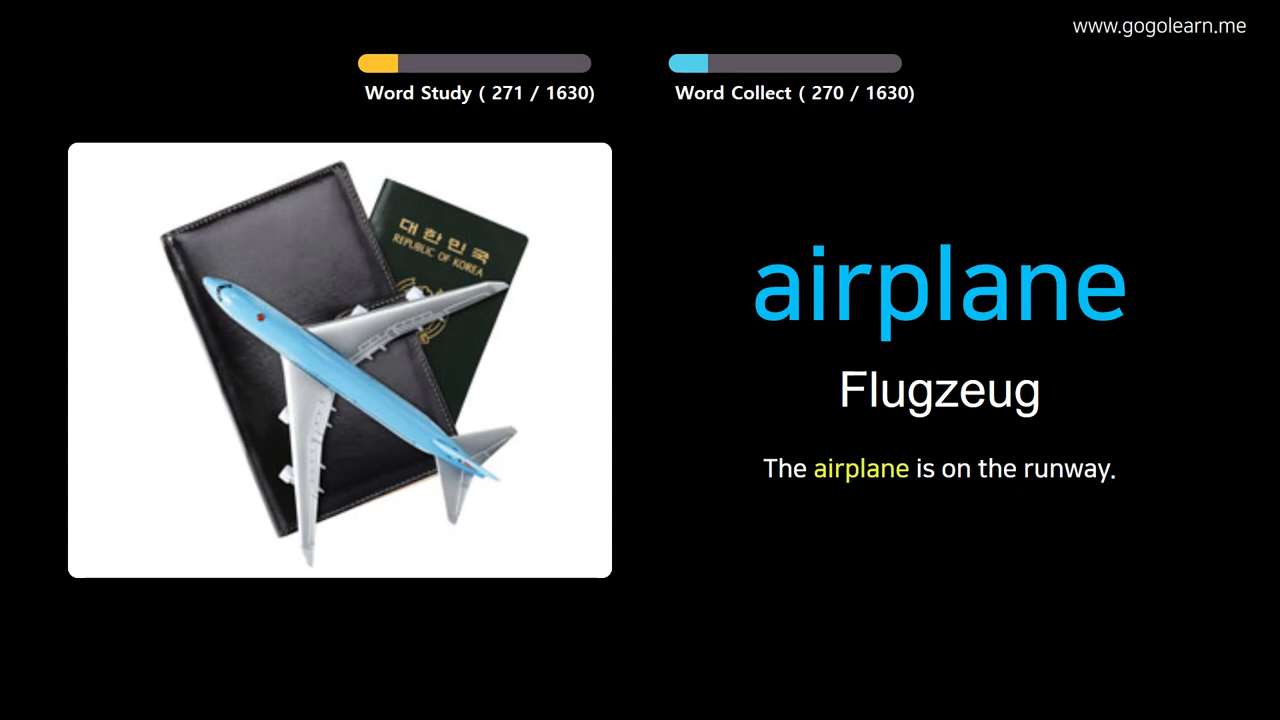 www.gogolearn.me
Word Study ( 271 / 1630)
Word Collect ( 270 / 1630)
대한민국
REPUBLIC OF KOREA
airplane
Flugzeug
The airplane is on the runway.